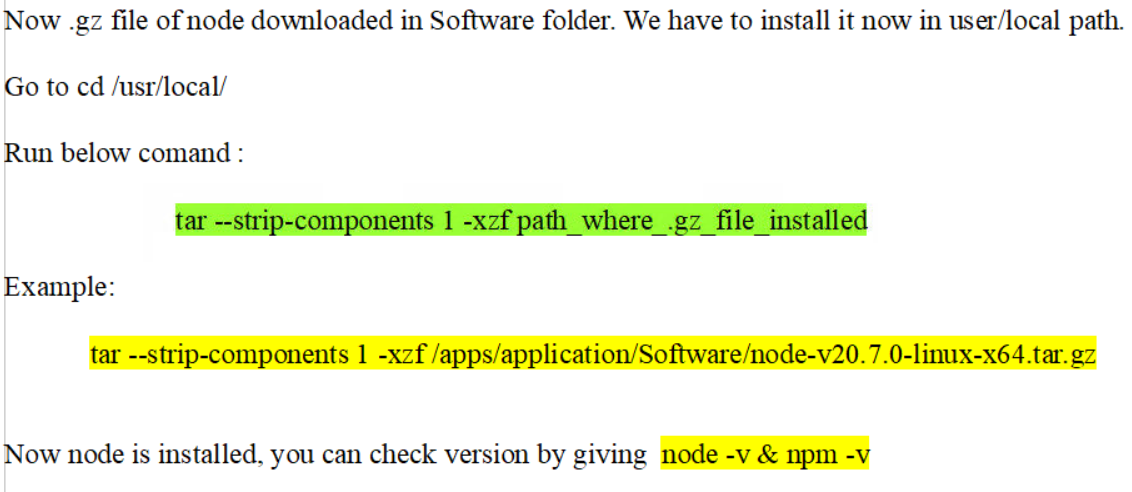 Now .gz file of node downloaded in Software folder. We have to install it now in user/local path.
Go to cd /usr/local/
Run below comand :
tar --strip-components 1 -xzf path_where_.gz_file_installed
Example:
tar --strip-components 1 -xzf /apps/application/Software/node-v20.7.0-linux-x64.tar.gz
Now node is installed, you can check version by giving  node -v & npm -v